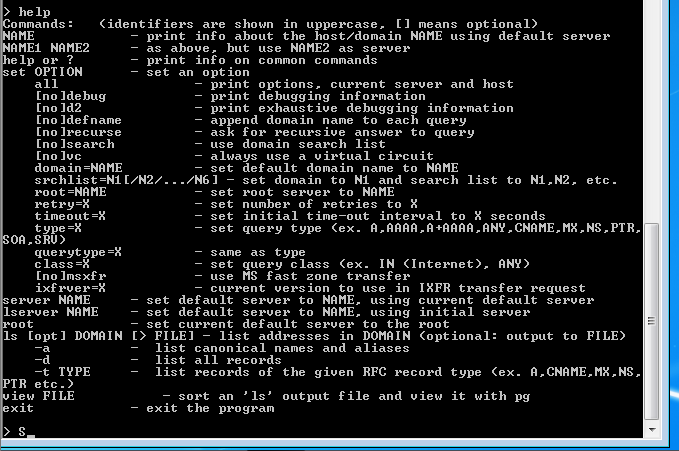 > help
Commands:   (identifiers are shown in uppercase, [] means optional)
NAME            - print info about the host/domain NAME using default server
NAME1 NAME2     - as above, but use NAME2 as server
help or ?       - print info on common commands
set OPTION      - set an option
    all                 - print options, current server and host
    [no]debug           - print debugging information
    [no]d2              - print exhaustive debugging information
    [no]defname         - append domain name to each query
    [no]recurse         - ask for recursive answer to query
    [no]search          - use domain search list
    [no]vc              - always use a virtual circuit
    domain=NAME         - set default domain name to NAME
    srchlist=N1[/N2/.../N6] - set domain to N1 and search list to N1,N2, etc.
    root=NAME           - set root server to NAME
    retry=X             - set number of retries to X
    timeout=X           - set initial time-out interval to X seconds
    type=X              - set query type (ex. A,AAAA,A+AAAA,ANY,CNAME,MX,NS,PTR,
SOA,SRV)
    querytype=X         - same as type
    class=X             - set query class (ex. IN (Internet), ANY)
    [no]msxfr           - use MS fast zone transfer
    ixfrver=X           - current version to use in IXFR transfer request
server NAME     - set default server to NAME, using current default server
lserver NAME    - set default server to NAME, using initial server
root            - set current default server to the root
ls [opt] DOMAIN [> FILE] - list addresses in DOMAIN (optional: output to FILE)
    -a          -  list canonical names and aliases
    -d          -  list all records
    -t TYPE     -  list records of the given RFC record type (ex. A,CNAME,MX,NS,
PTR etc.)
view FILE           - sort an 'ls' output file and view it with pg
exit            - exit the program
> S_